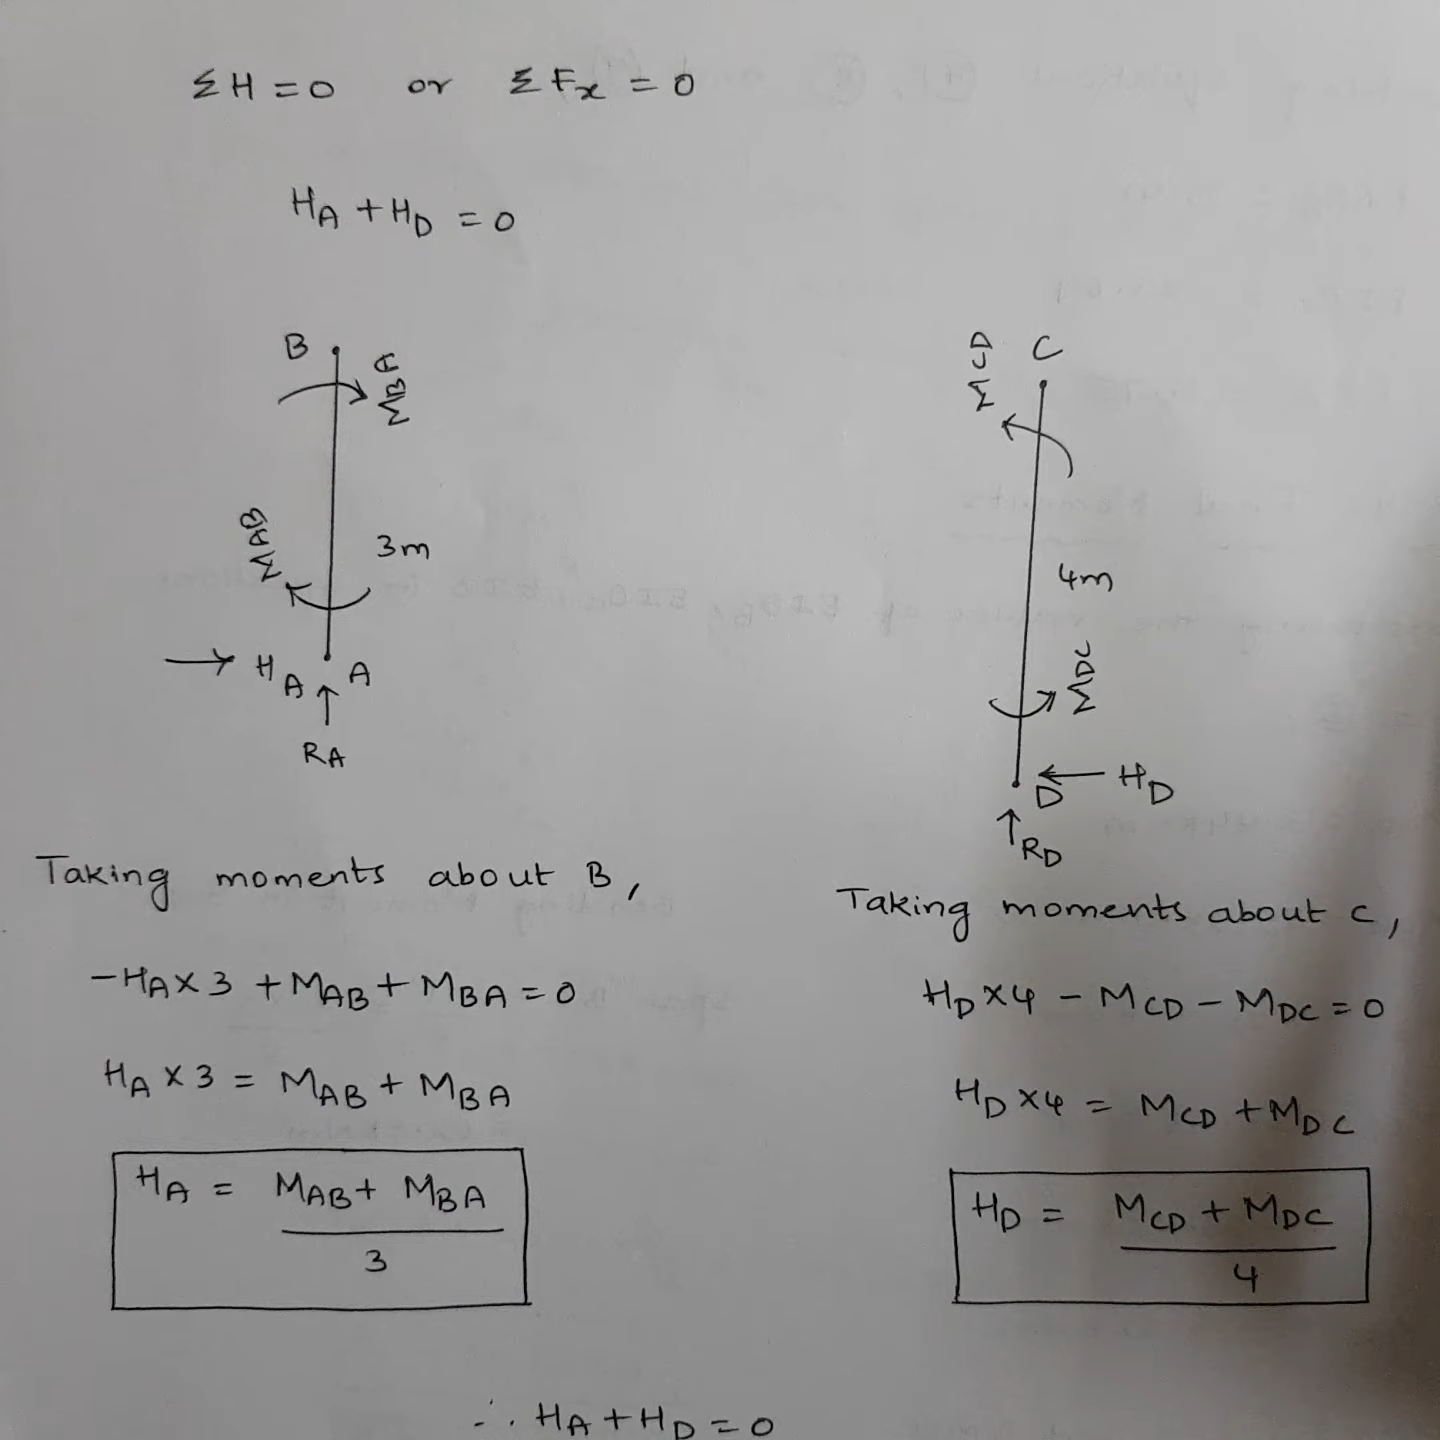 Σ H = 0 or Σ Fx = 0
HA + HD = 0
B
MBA
MAB
3m
HA
A
RA
MCD
C
4m
MDC
D
HD
RD
Taking moments about B,
-HA x 3 + MAB + MBA = 0
HA x 3 = MAB + MBA
HA = MAB + MBA
3
Taking moments about C,
HD x 4 - MCD - MDC = 0
HD x 4 = MCD + MDC
HD = MCD + MDC
4
∴ HA + HD = 0